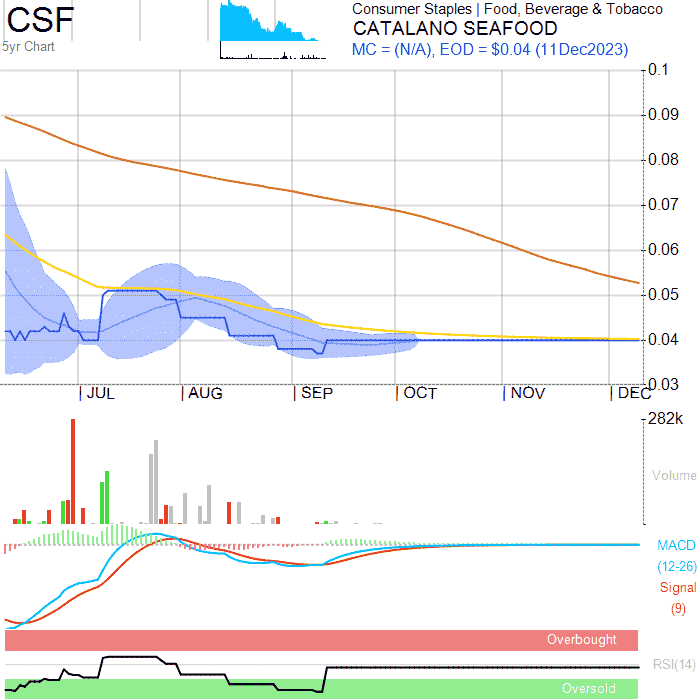 CSF
5yr Chart
Consumer Staples | Food, Beverage & Tobacco
CATALANO SEAFOOD
MC = (N/A), EOD = $0.04 (11Dec2023)
0.1
0.09
0.08
0.07
0.06
0.05
0.04
0.03
| JUL | AUG | SEP | OCT | NOV | DEC
282k
Volume
MACD
(12-26)
Signal
(9)
Overbought
RSI(14)
Oversold